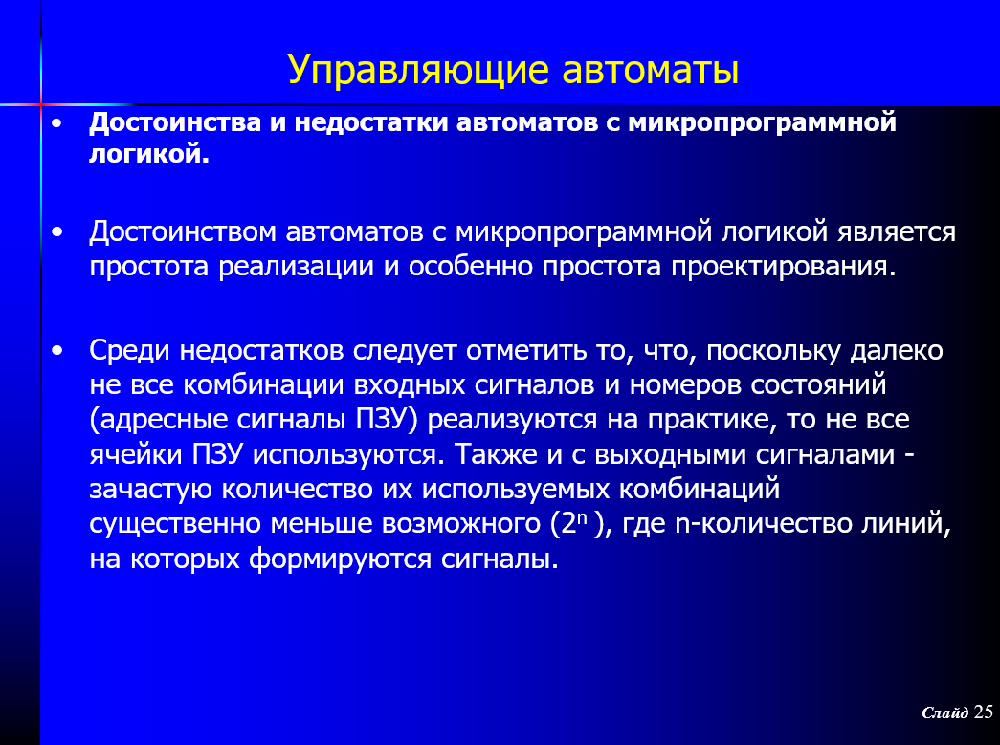 Управляющие автоматы
• Достоинства и недостатки автоматов с микропрограммной
логикой.
• Достоинством автоматов с микропрограммной логикой является
простота реализации и особенно простота проектирования.
• Среди недостатков следует отметить то, что, поскольку далеко
не все комбинации входных сигналов и номеров состояний
(адресные сигналы ПЗУ) реализуются на практике, то не все
ячейки ПЗУ используются. Также и с выходными сигналами -
зачастую количество их используемых комбинаций
существенно меньше возможного (2ⁿ ), где n-количество линий,
на которых формируются сигналы.
Слайд 25